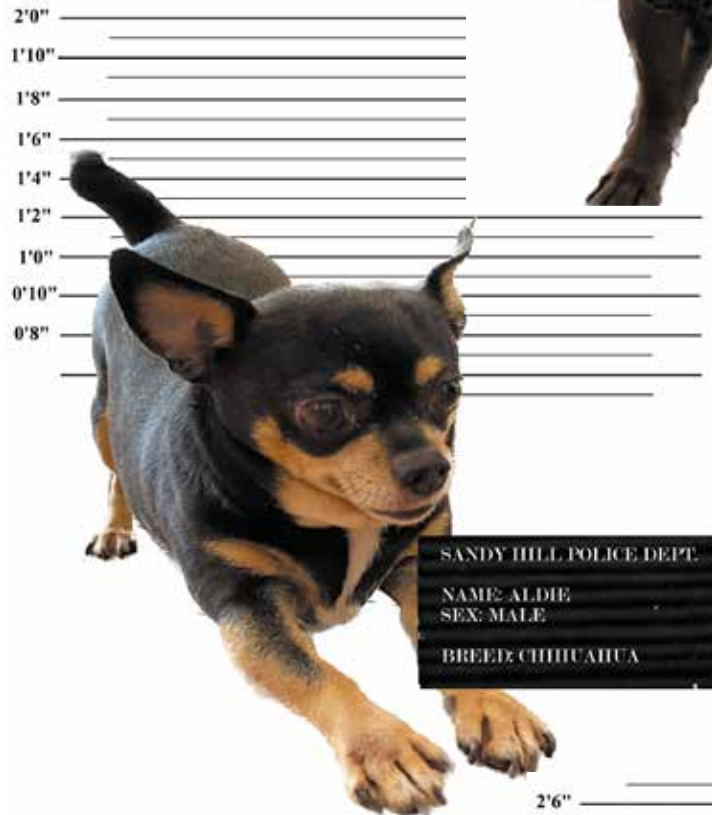 2'0"
1'10"
1'8"
1'6"
1'4"
1'2"
1'0"
0'10"
0'8"
SANDY HILL POLICE DEPT.
NAME: ALDIE
SEX: MALE
BREED: CHIHUAHUA
2'6"